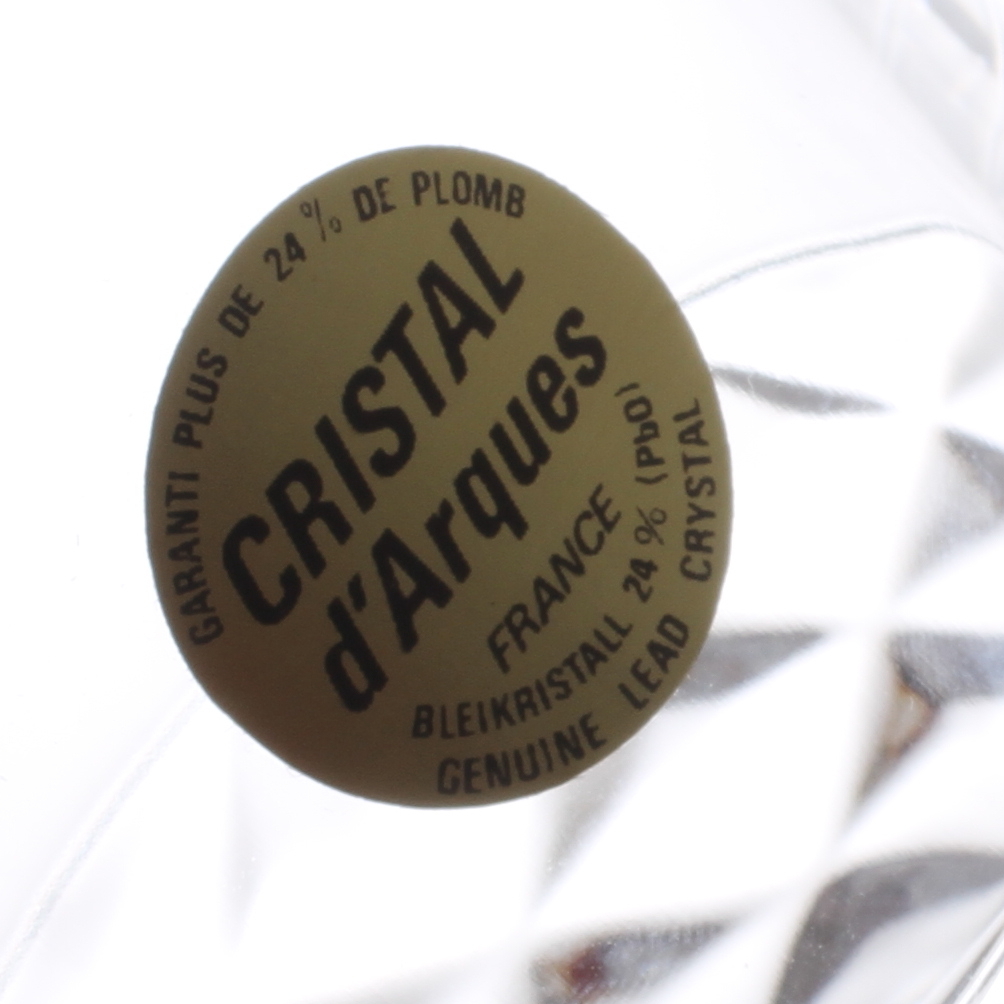 GARANTI PLUS DE 24% DE PLOMB
CRISTAL
d'Arques
FRANCE
BLEIKRISTALL 24% (PbO)
GENUINE LEAD CRYSTAL